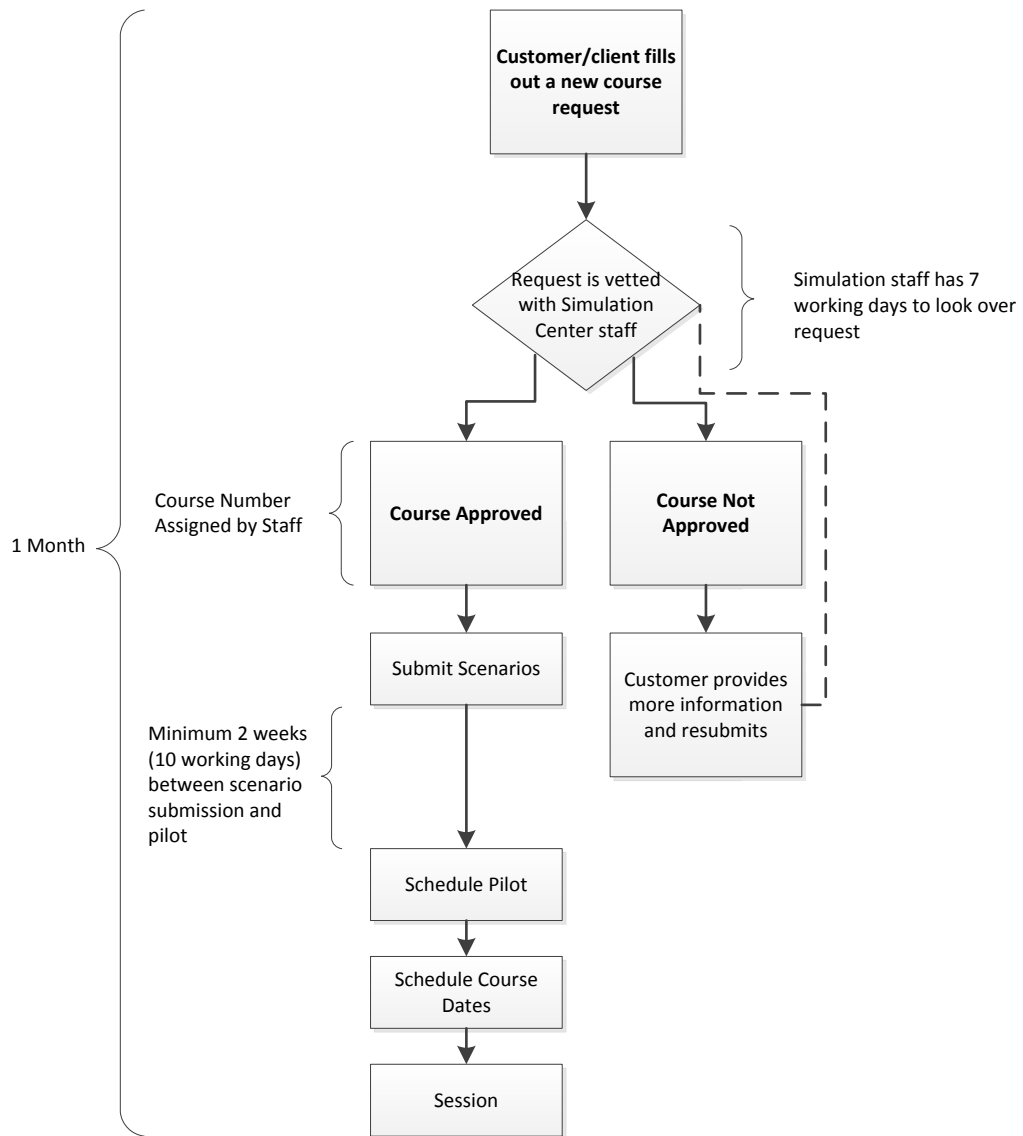 Customer/client fills
out a new course
request
Request is vetted
with Simulation
Center staff
Simulation staff has 7
working days to look over
request
Course Number
Assigned by Staff
Course Approved
Course Not
Approved
1 Month
Submit Scenarios
Customer provides
more information
and resubmits
Minimum 2 weeks
(10 working days)
between scenario
submission and
pilot
Schedule Pilot
Schedule Course
Dates
Session